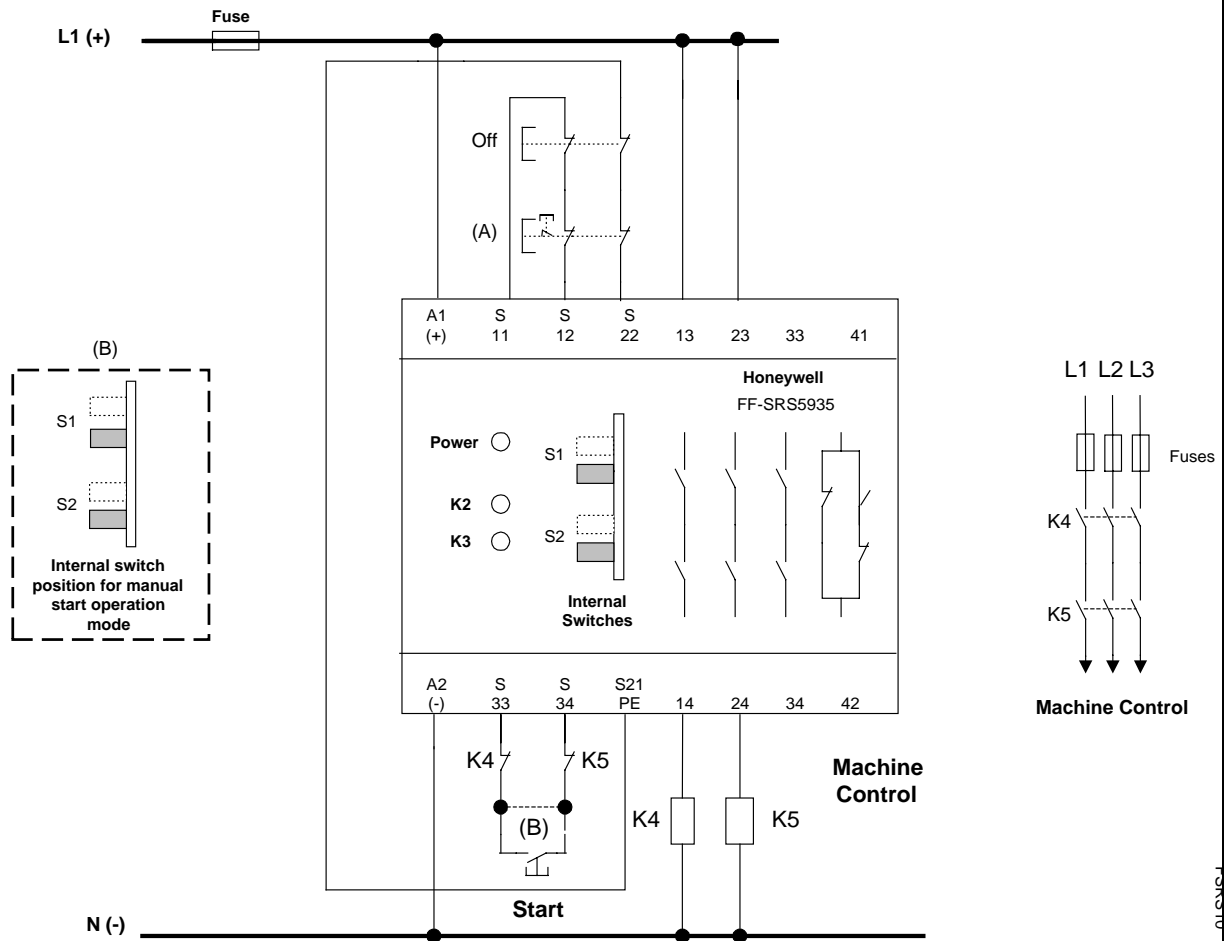 Fuse
L1 (+)
Off
(A)
A1 S S S
(+) 11 12 22 13 23 33 41
(B)
S1
S2
Internal switch
position for manual
start operation
mode
Honeywell
FF-SRS5935
Power
K2
K3
S1
S2
Internal
Switches
L1 L2 L3
Fuses
K4
K5
Machine Control
A2 S S S21
(-) 33 34 PE 14 24 34 42
K4 K5
(B)
Start
K4 K5
Machine
Control
N (-)